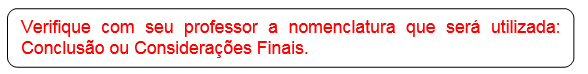 Verifique com seu professor a nomenclatura que será utilizada:
Conclusão ou Considerações Finais.